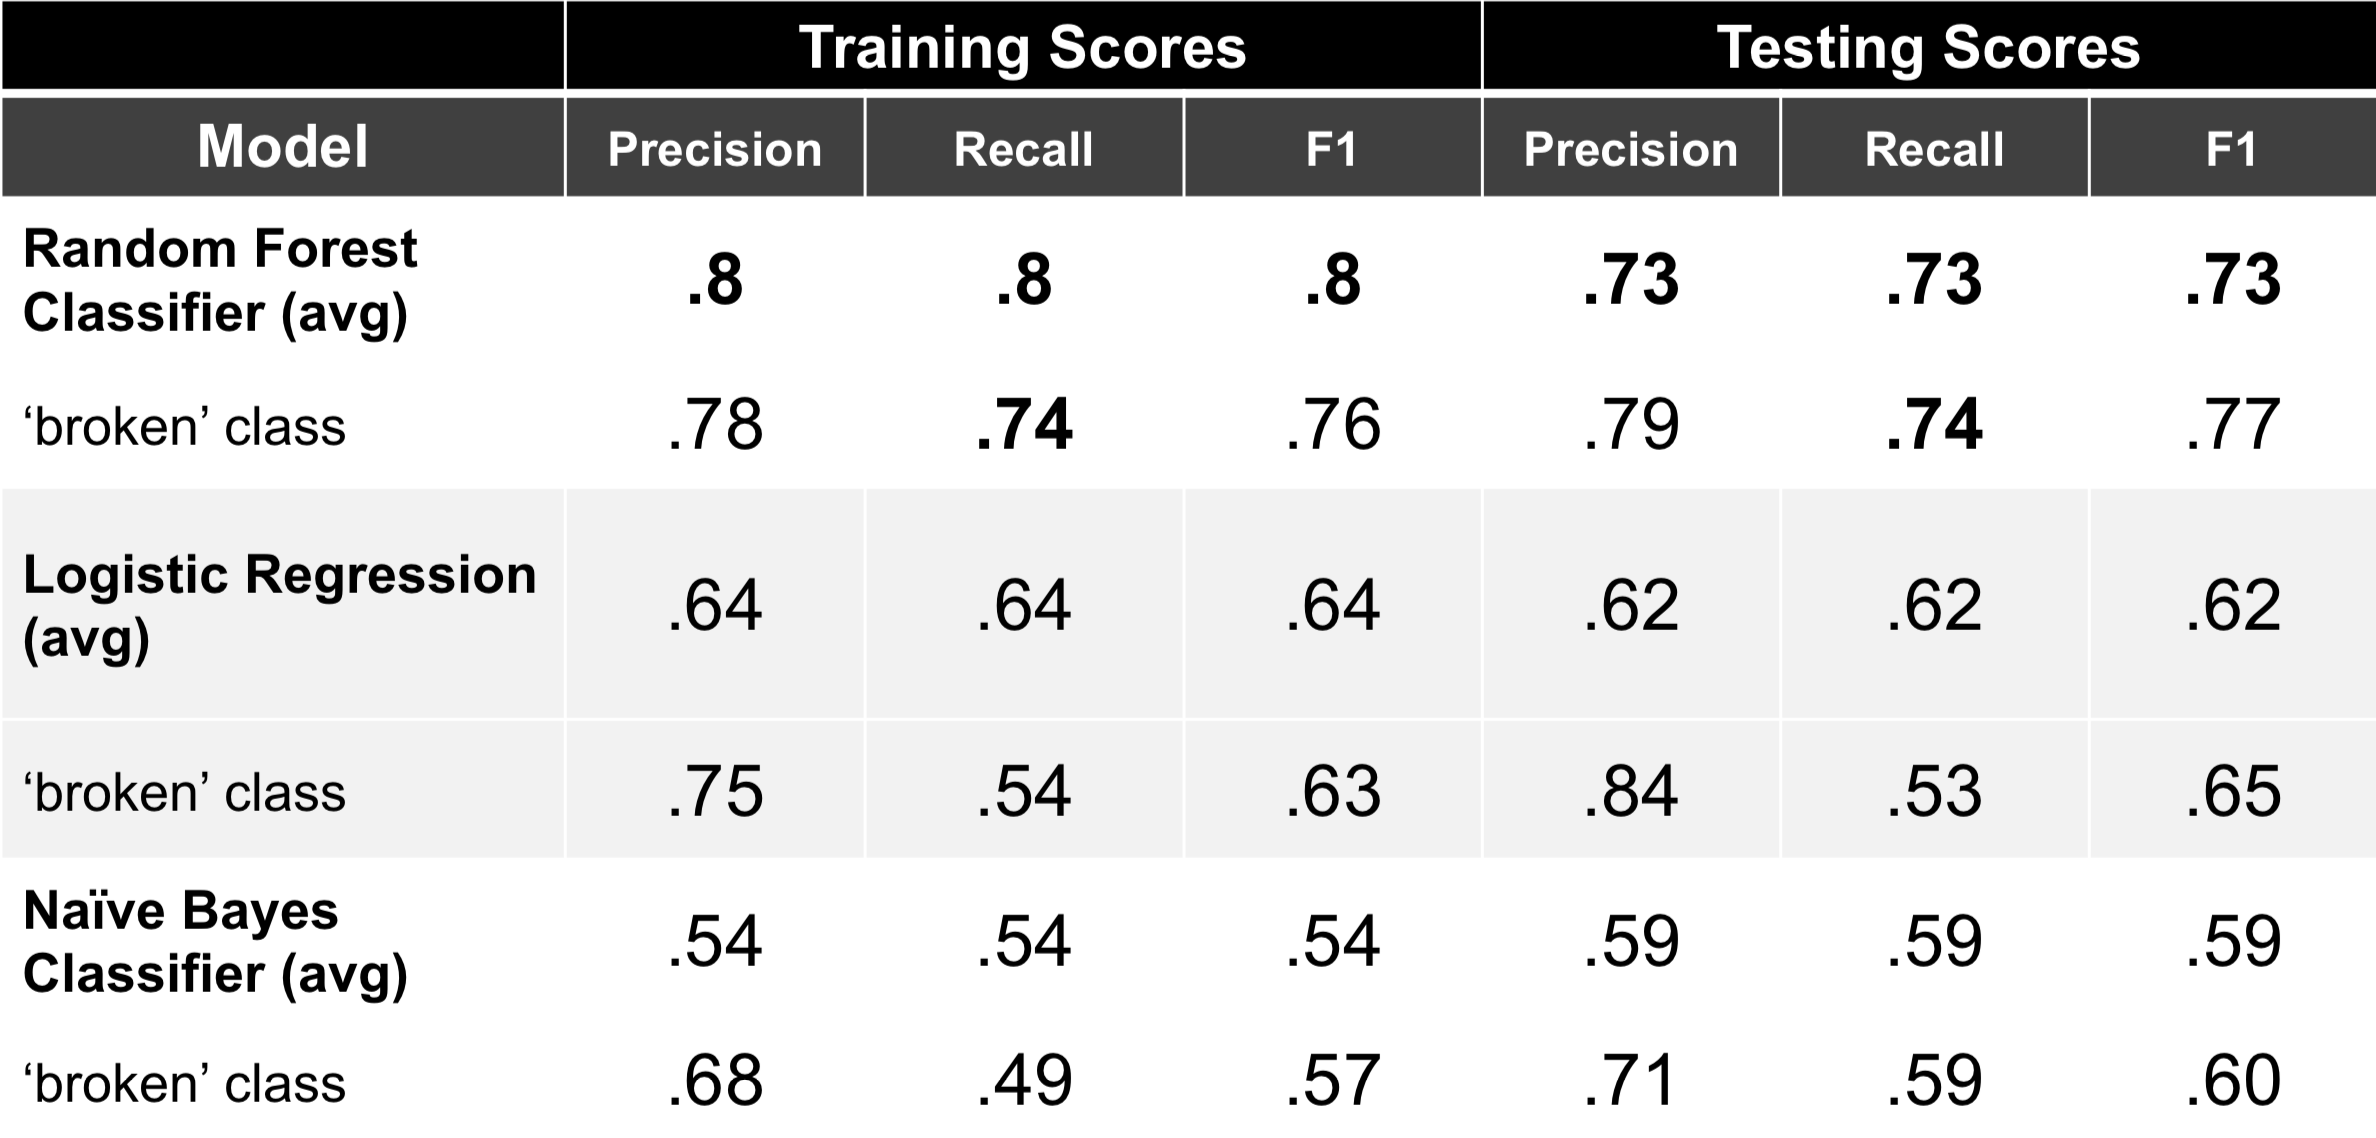 Training Scores Testing Scores
Model Precision Recall F1 Precision Recall F1
Random Forest
Classifier (avg) .8 .8 .8 .73 .73 .73
‘broken’ class .78 .74 .76 .79 .74 .77
Logistic Regression
(avg) .64 .64 .64 .62 .62 .62
‘broken’ class .75 .54 .63 .84 .53 .65
Naïve Bayes
Classifier (avg) .54 .54 .54 .59 .59 .59
‘broken’ class .68 .49 .57 .71 .59 .60